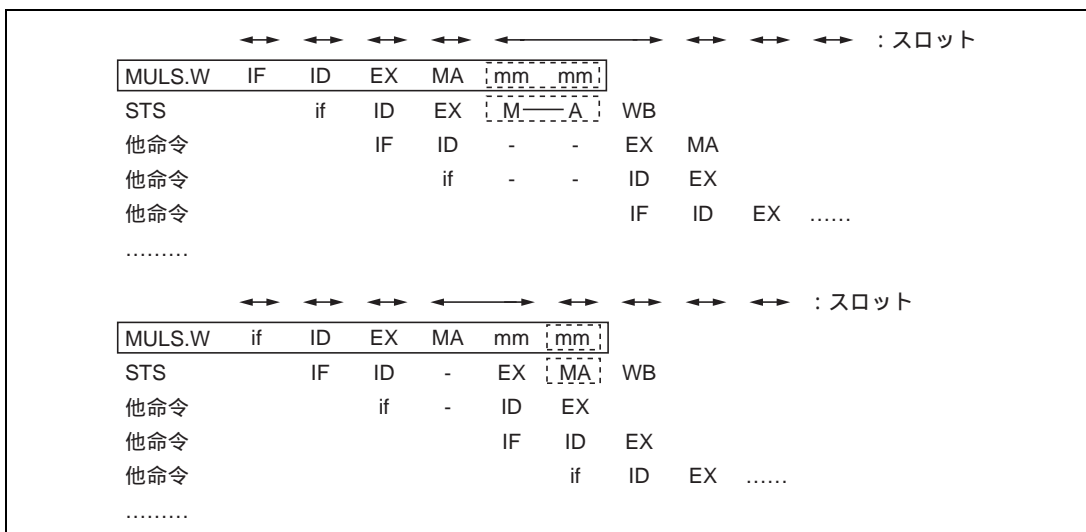 : スロット
MULS.W IF ID EX MA mm mm
STS if ID EX M A WB
他命令 IF ID - - EX MA
他命令 if - - ID EX
他命令 IF ID EX ……
………
: スロット
MULS.W if ID EX MA mm mm
STS IF ID - EX MA WB
他命令 if - ID EX
他命令 IF ID EX
他命令 if ID EX ……
………